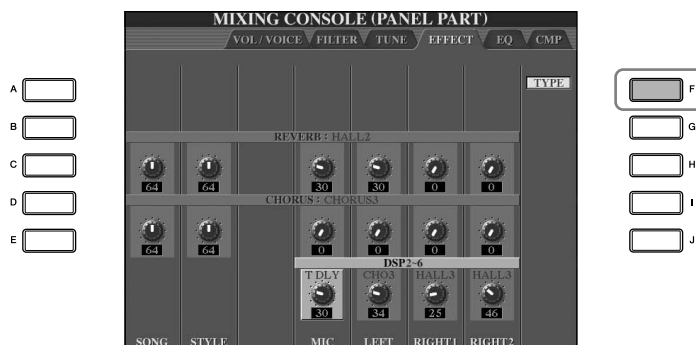 MIXING CONSOLE (PANEL PART)
VOL / VOICE FILTER TUNE EFFECT EQ CMP
A F
TYPE
B G
REVERB : HALL2
C H
64 64 30 30 0 0
CHORUS : CHORUS3
D I
E J
64 64 0 0 0 0
DSP2~6
T DLY CHO3 HALL3 HALL3
30 34 25 46
SONG STYLE MIC LEFT RIGHT1 RIGHT2